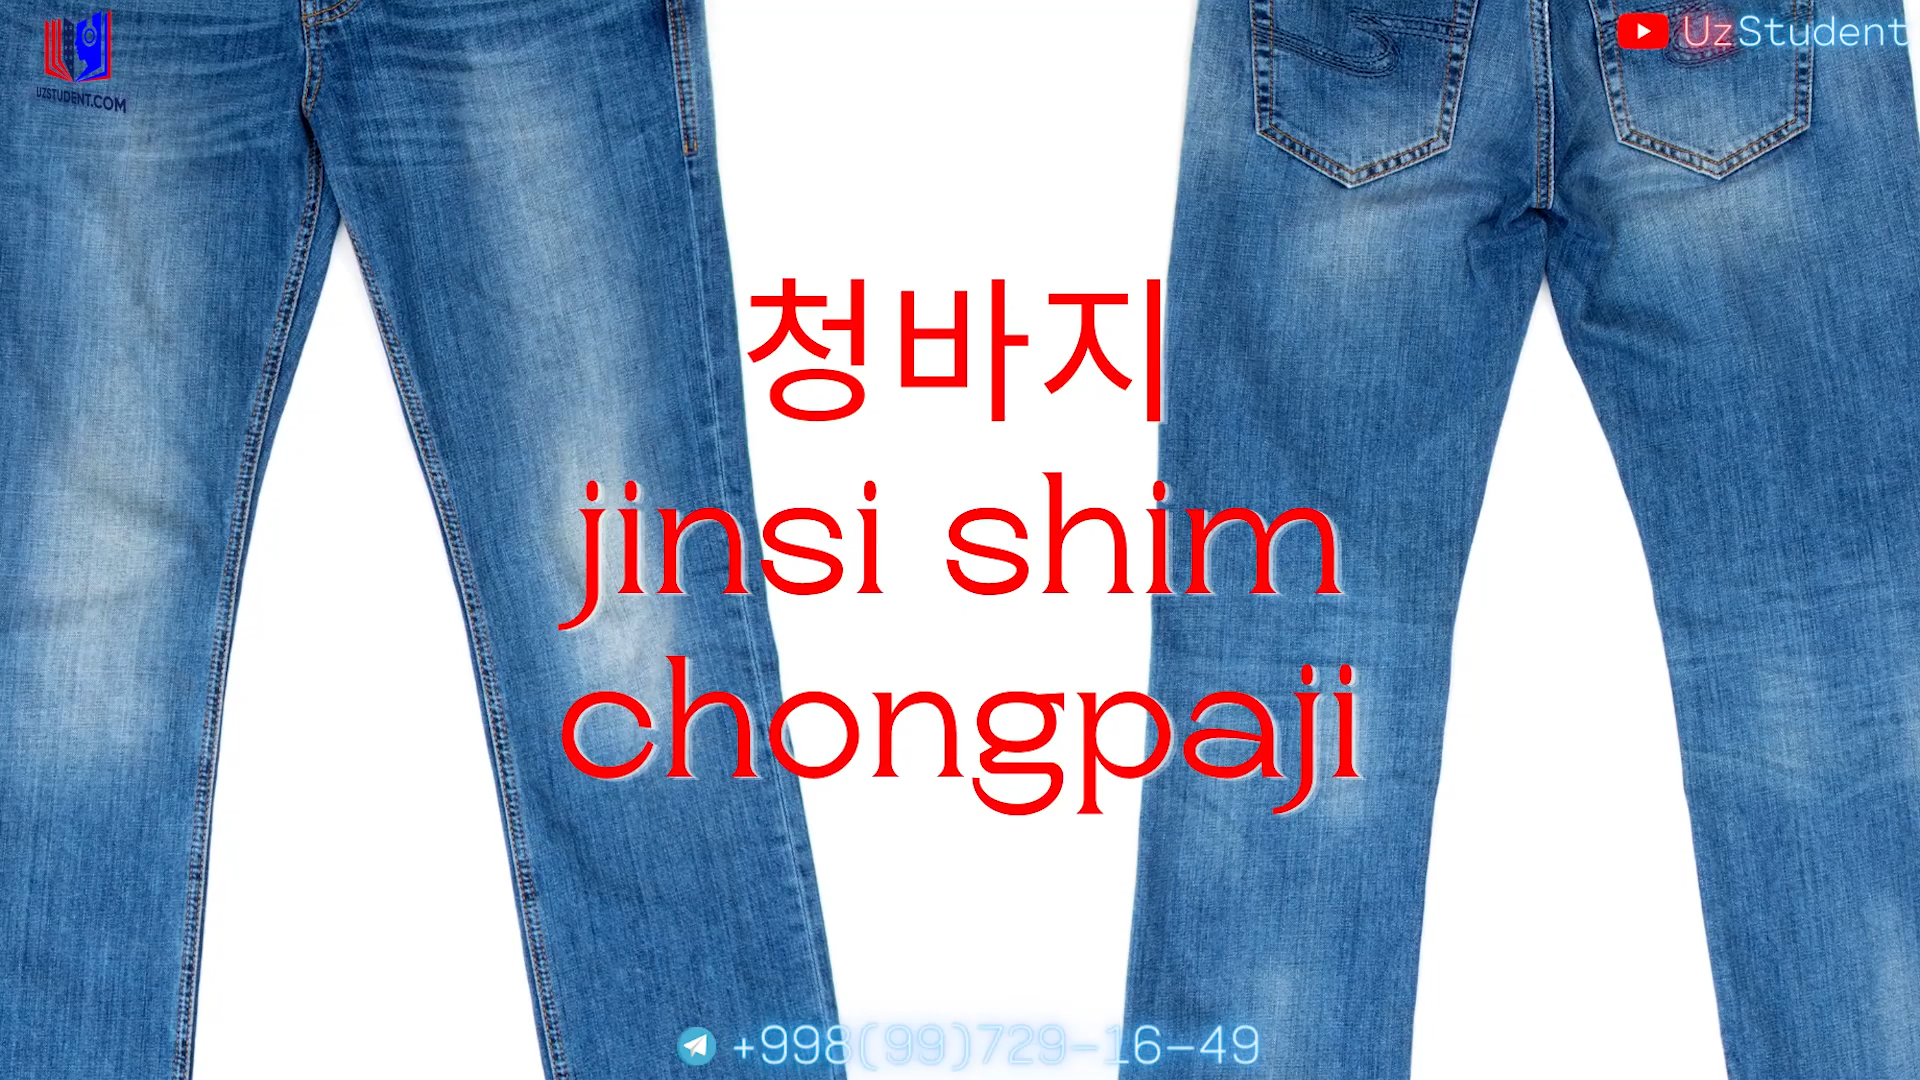 UZSTUDENT.COM
UzStudent
청바지
jinsi shim
chongpaji
+998(99)729-16-49